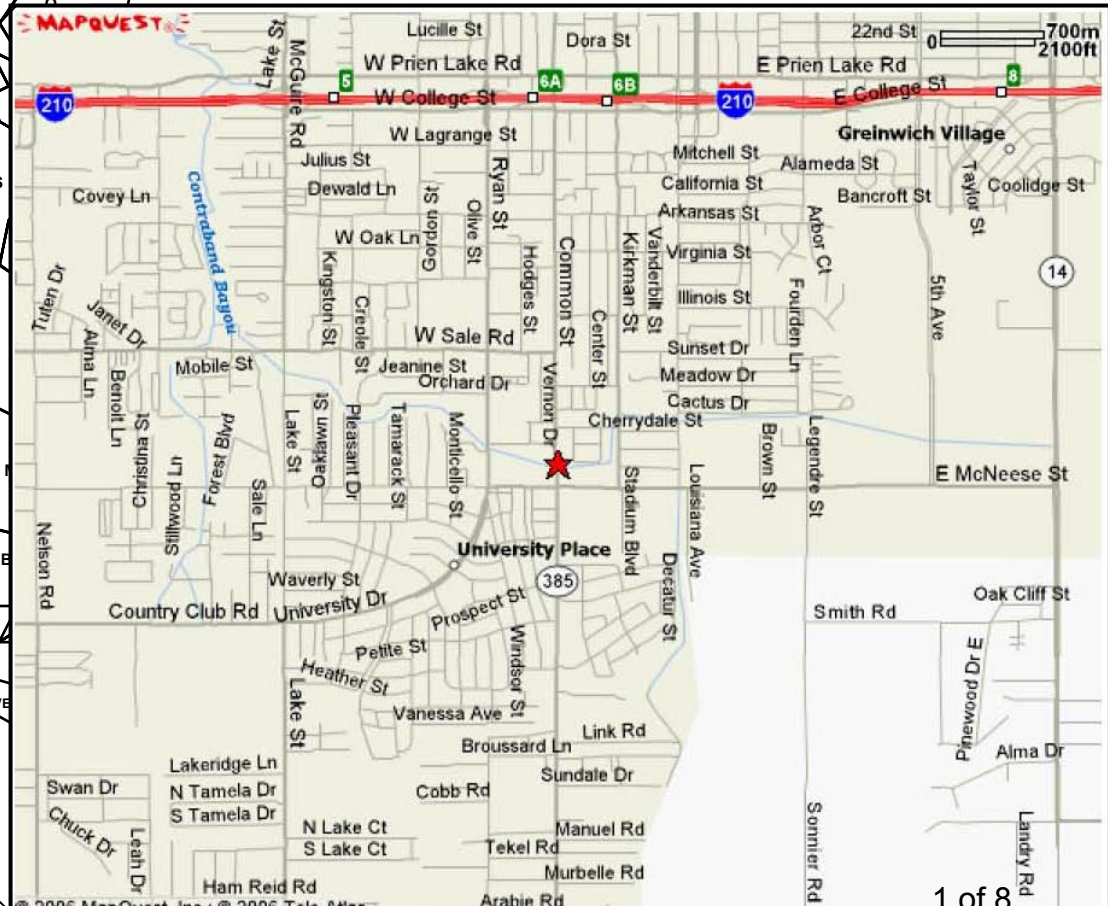 MAPQUEST
Lucille St
22nd St
0
700m
2100ft
Dora St
Lake St
McGuire Rd
W Prien Lake Rd
E Prien Lake Rd
5
6A
6B
8
210
W College St
210
E College St
W Lagrange St
Greinwich Village
Julius St
Mitchell St
Alameda St
Covey Ln
Contraband Bayou
Dewald Ln
Ryan St
California St
Bancroft St
Taylor St
Coolidge St
Gordon St
Olive St
Arkansas St
Arbor Ct
W Oak Ln
Hodges St
Common St
Kirkman St
Vanderbilt St
Virginia St
14
Tuten Dr
Kingston St
Creole St
Illinois St
Fourden Ln
5th Ave
Janet Dr
Center St
W Sale Rd
Alma Ln
Sunset Dr
Mobile St
Jeanine St
Vernon Dr
Meadow Dr
Benoit Ln
Orchard Dr
Cactus Dr
Christina St
Forest Blvd
Lake St
Oaklawn St
Pleasant Dr
Tamarack St
Monticello St
Cherrydale St
Brown St
Legendre St
Stillwood Ln
Sale Ln
Stadium Blvd
Louisiana Ave
E McNeese St
Nelson Rd
University Place
Decatur St
Waverly St
385
Oak Cliff St
Country Club Rd
University Dr
Prospect St
Smith Rd
Petite St
Windsor St
Pinewood Dr E
Heather St
Lake St
Vanessa Ave
Link Rd
Broussard Ln
Alma Dr
Lakeridge Ln
Sundale Dr
Swan Dr
N Tamela Dr
Cobb Rd
S Tamela Dr
Chuck Dr
Leah Dr
N Lake Ct
Manuel Rd
Sonnier Rd
Landry Rd
S Lake Ct
Tekel Rd
Murbelle Rd
Ham Reid Rd
Arabie Rd
1 of 8
© 2006 MapQuest, Inc.; © 2006 Tele Atlas